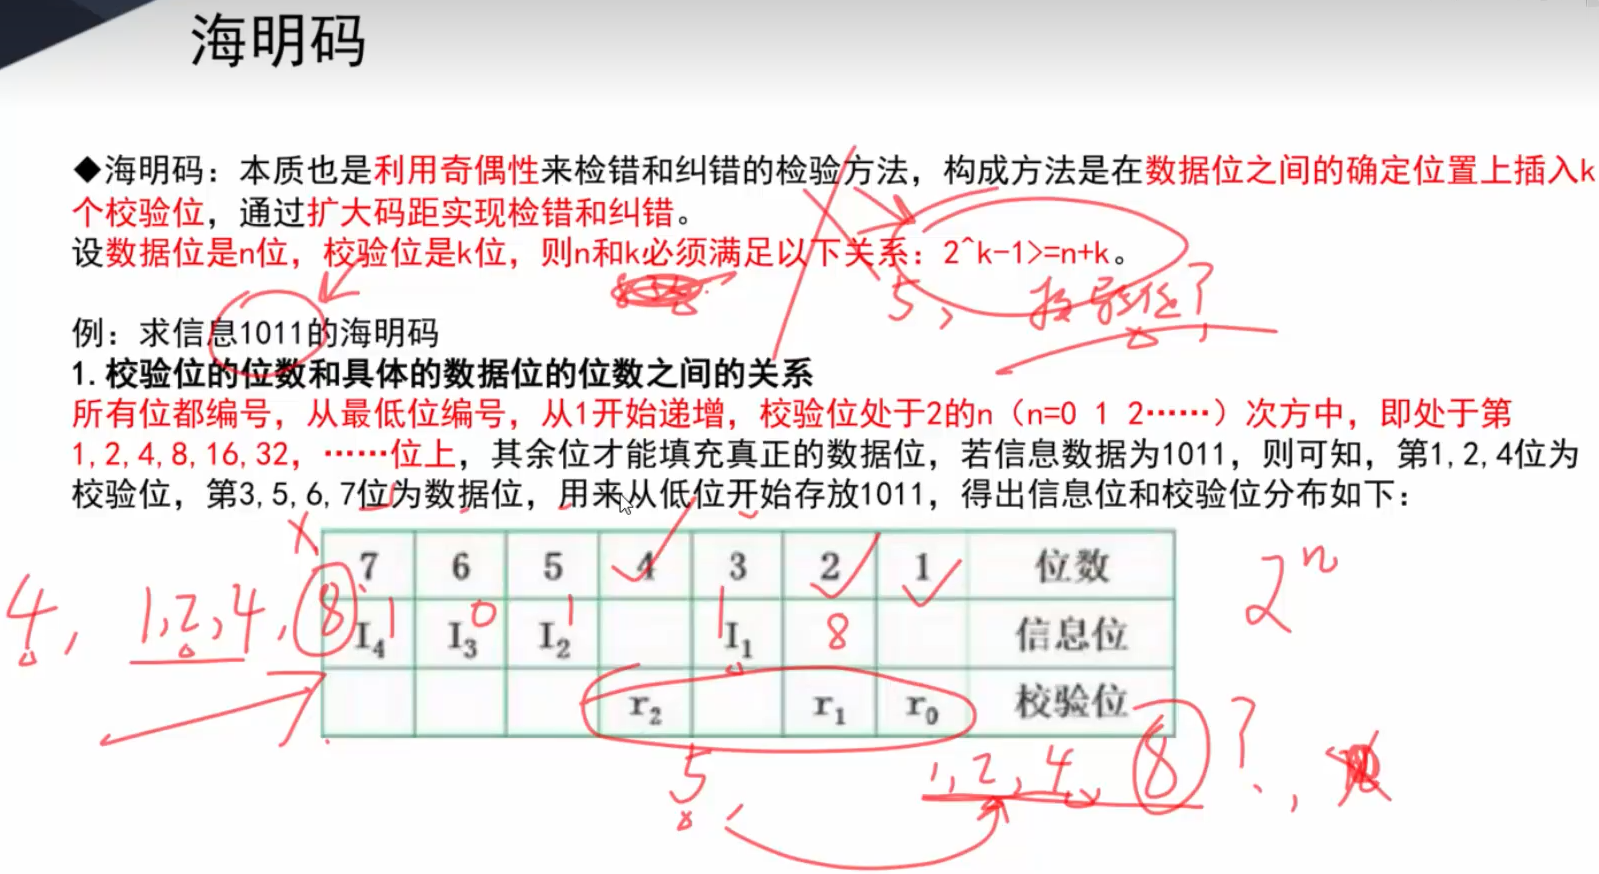 海明码
◆海明码：本质也是利用奇偶性来检错和纠错的检验方法，构成方法是在数据位之间的确定位置上插入k
个校验位，通过扩大码距实现检错和纠错。
设数据位是n位，校验位是k位，则n和k必须满足以下关系：2^k-1>=n+k。
5, 校验位?
例：求信息1011的海明码
1.校验位的位数和具体的数据位的位数之间的关系
所有位都编号，从最低位编号，从1开始递增，校验位处于2的n（n=0 1 2……）次方中，即处于第
1,2,4,8,16,32，……位上，其余位才能填充真正的数据位，若信息数据为1011，则可知，第1,2,4位为
校验位，第3,5,6,7位为数据位，用来从低位开始存放1011，得出信息位和校验位分布如下：
7 6 5 4 3 2 1 位数
2^n
4, 1,2,4,8
1 0 1 1 8
I4 I3 I2 I1 信息位
r2 r1 r0 校验位
5, 1,2,4,8?